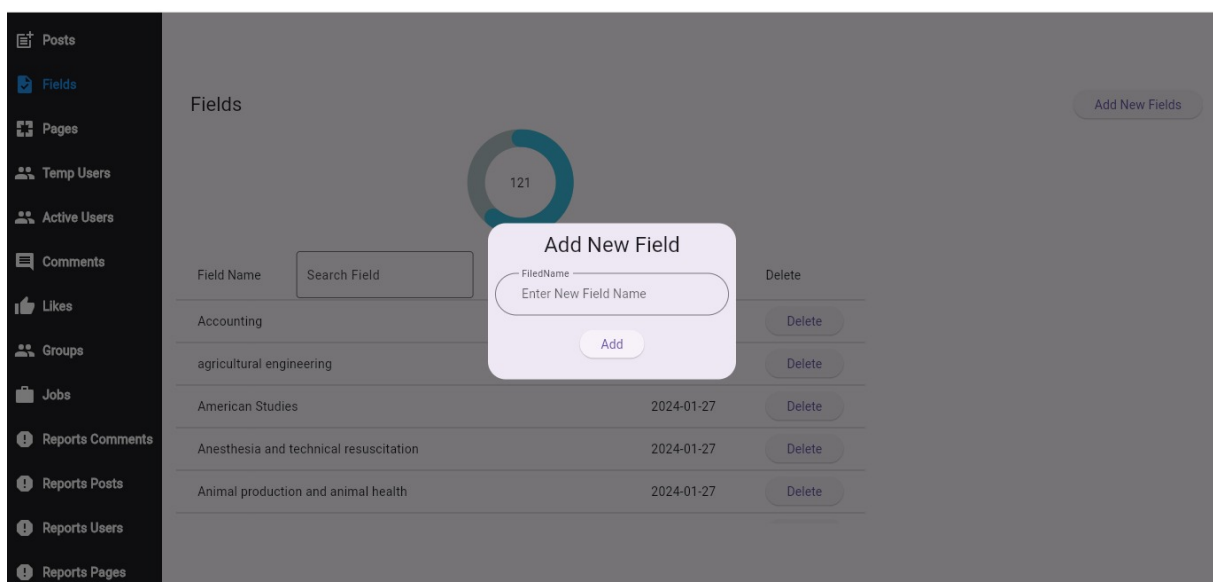 Posts
Fields
Pages
Temp Users
Active Users
Comments
Likes
Groups
Jobs
Reports Comments
Reports Posts
Reports Users
Reports Pages
Fields
Add New Fields
121
Field Name
Search Field
Delete
Accounting
Delete
agricultural engineering
Delete
American Studies 2024-01-27 Delete
Anesthesia and technical resuscitation 2024-01-27 Delete
Animal production and animal health 2024-01-27 Delete
Add New Field
FiledName
Enter New Field Name
Add